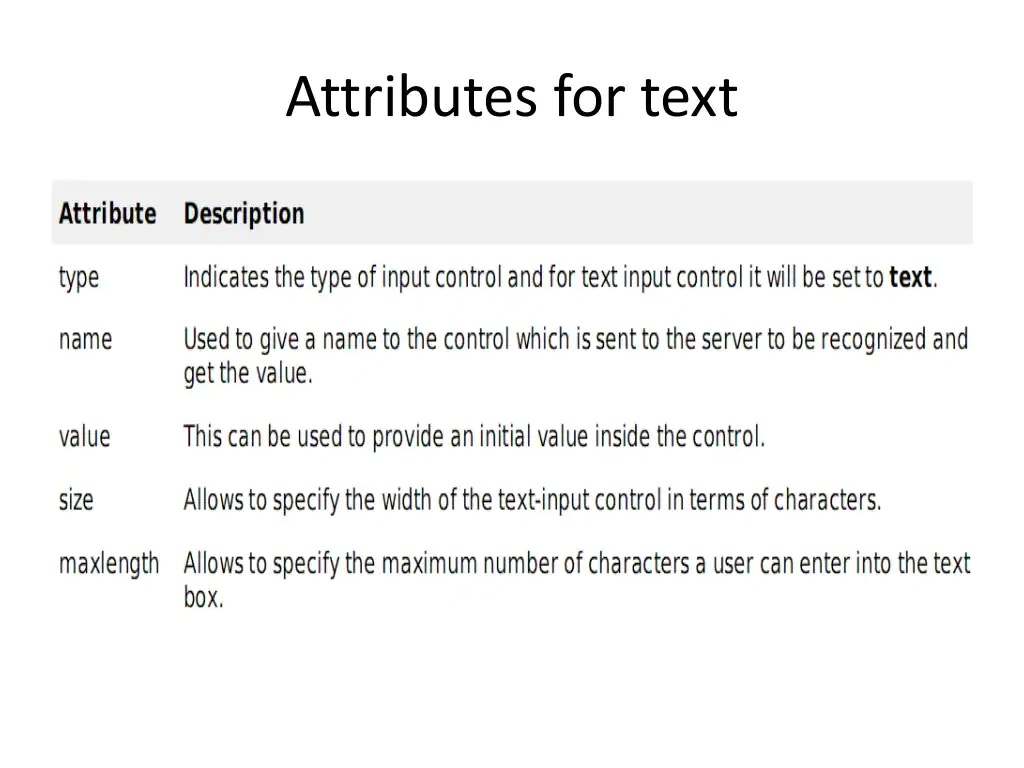 Attributes for text
Attribute Description
type Indicates the type of input control and for text input control it will be set to text.
name Used to give a name to the control which is sent to the server to be recognized and
get the value.
value This can be used to provide an initial value inside the control.
size Allows to specify the width of the text-input control in terms of characters.
maxlength Allows to specify the maximum number of characters a user can enter into the text
box.